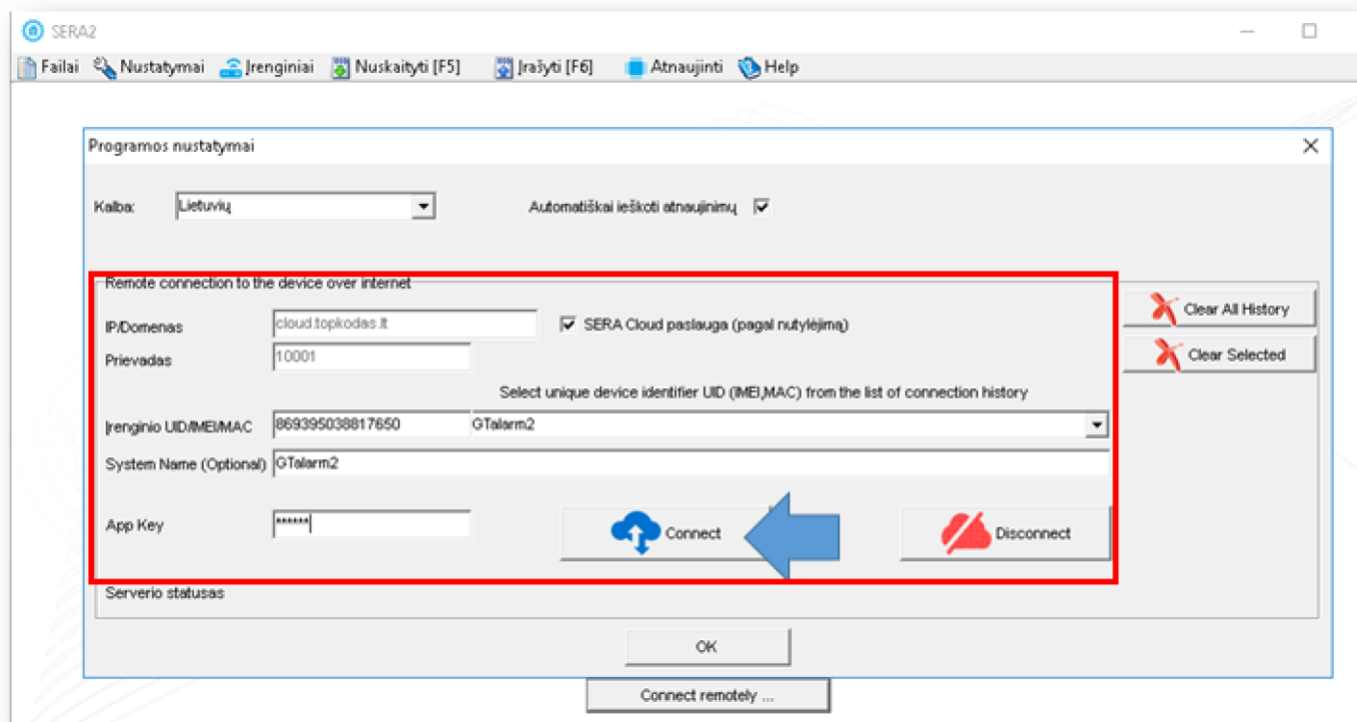 SERA2
Failai Nustatymai Įrenginiai Nuskaityti [F5] Įrašyti [F6] Atnaujinti Help
Programos nustatymai
Kalba: Lietuvių Automatiškai ieškoti atnaujinimų
Remote connection to the device over internet
Clear All History
IP/Domenas cloud.topkodas.lt SERA Cloud paslauga (pagal nutylėjimą)
Prievadas 10001
Clear Selected
Select unique device identifier UID (IMEI,MAC) from the list of connection history
Įrenginio UID/IMEI/MAC 869395038817650 GTalarm2
System Name (Optional) GTalarm2
App Key ******
Connect Disconnect
Serverio statusas
OK
Connect remotely ...